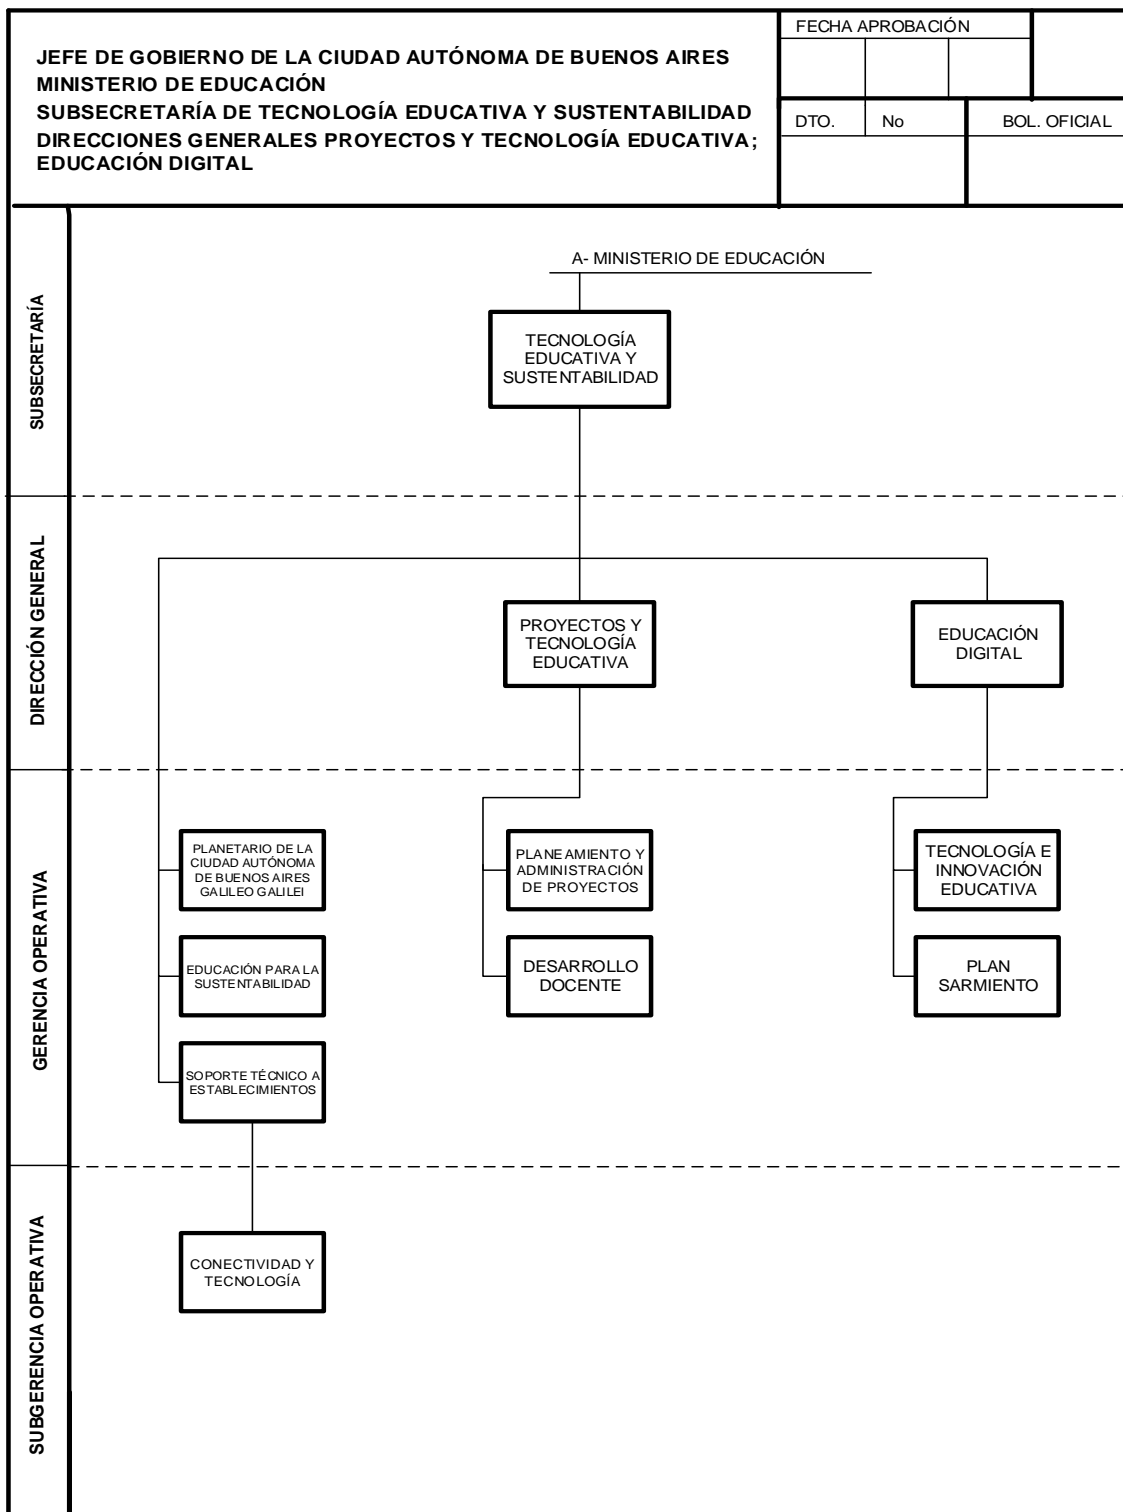 JEFE DE GOBIERNO DE LA CIUDAD AUTÓNOMA DE BUENOS AIRES
MINISTERIO DE EDUCACIÓN
SUBSECRETARÍA DE TECNOLOGÍA EDUCATIVA Y SUSTENTABILIDAD
DIRECCIONES GENERALES PROYECTOS Y TECNOLOGÍA EDUCATIVA;
EDUCACIÓN DIGITAL
FECHA APROBACIÓN
DTO.
No
BOL. OFICIAL
SUBSECRETARÍA
A- MINISTERIO DE EDUCACIÓN
TECNOLOGÍA
EDUCATIVA Y
SUSTENTABILIDAD
DIRECCIÓN GENERAL
PROYECTOS Y
TECNOLOGÍA
EDUCATIVA
EDUCACIÓN
DIGITAL
GERENCIA OPERATIVA
PLANETARIO DE LA
CIUDAD AUTÓNOMA
DE BUENOS AIRES
GALILEO GALILEI
EDUCACIÓN PARA LA
SUSTENTABILIDAD
SOPORTE TÉCNICO A
ESTABLECIMIENTOS
PLANEAMIENTO Y
ADMINISTRACIÓN
DE PROYECTOS
DESARROLLO
DOCENTE
TECNOLOGÍA E
INNOVACIÓN
EDUCATIVA
PLAN
SARMIENTO
SUBGERENCIA OPERATIVA
CONECTIVIDAD Y
TECNOLOGÍA